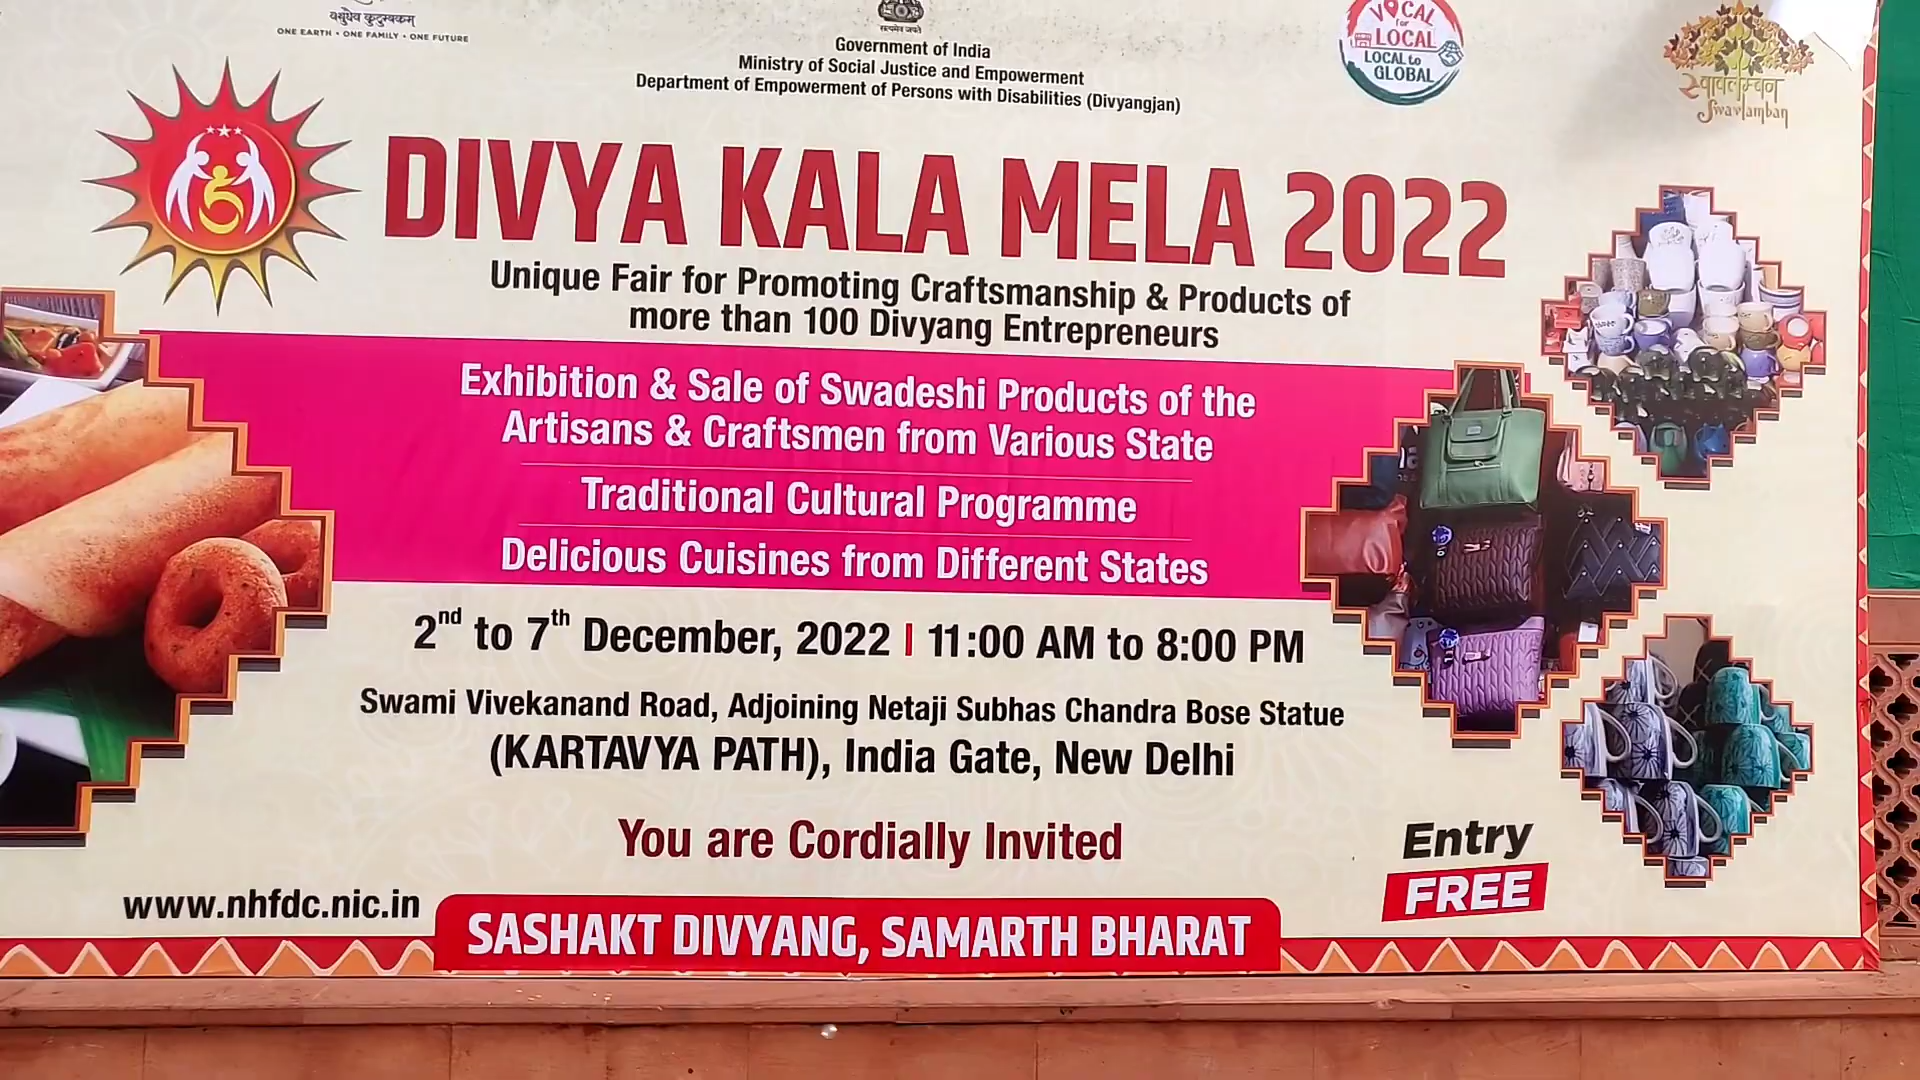 वसुधैव कुटुम्बकम्
ONE EARTH • ONE FAMILY • ONE FUTURE
सत्यमेव जयते
Government of India
Ministry of Social Justice and Empowerment
Department of Empowerment of Persons with Disabilities (Divyangjan)
VOCAL
for
LOCAL
LOCAL to
GLOBAL
स्वावलम्बन
Swavlamban
DIVYA KALA MELA 2022
Unique Fair for Promoting Craftsmanship & Products of
more than 100 Divyang Entrepreneurs
Exhibition & Sale of Swadeshi Products of the
Artisans & Craftsmen from Various State
Traditional Cultural Programme
Delicious Cuisines from Different States
2nd to 7th December, 2022 | 11:00 AM to 8:00 PM
Swami Vivekanand Road, Adjoining Netaji Subhas Chandra Bose Statue
(KARTAVYA PATH), India Gate, New Delhi
You are Cordially Invited
Entry
FREE
www.nhfdc.nic.in
SASHAKT DIVYANG, SAMARTH BHARAT